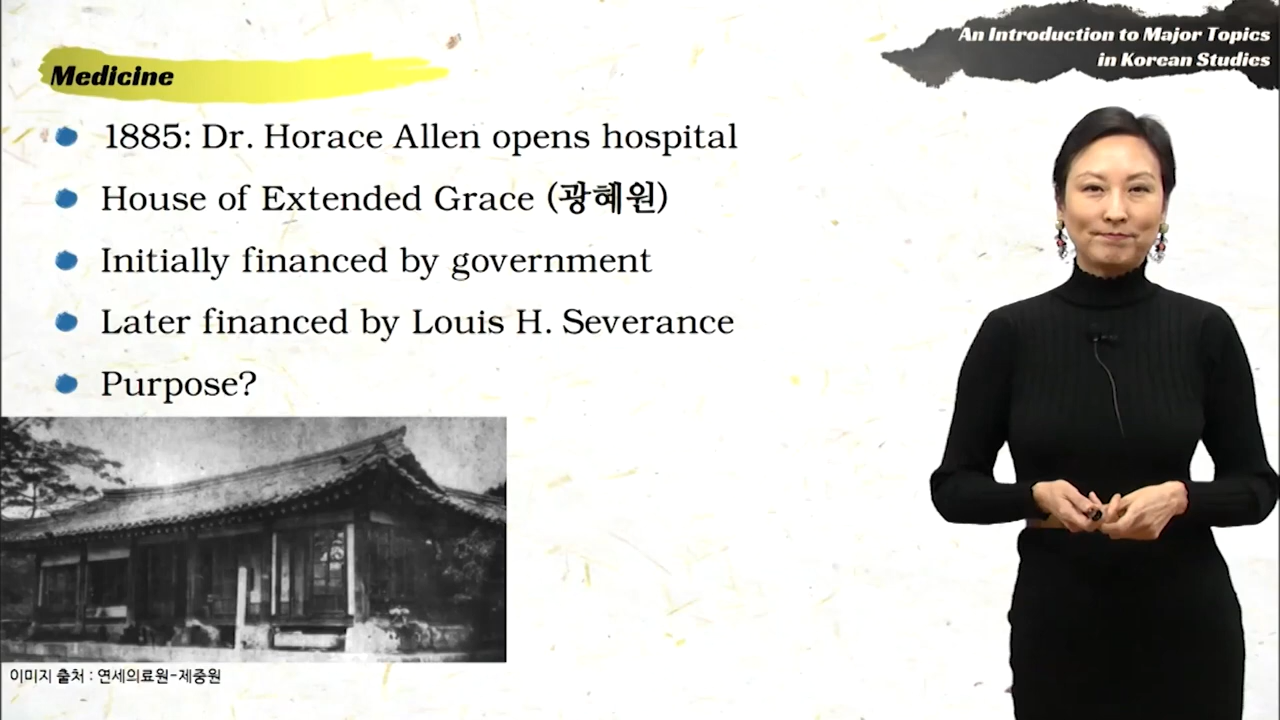 An Introduction to Major Topics
in Korean Studies
Medicine
1885: Dr. Horace Allen opens hospital
House of Extended Grace (광혜원)
Initially financed by government
Later financed by Louis H. Severance
Purpose?
이미지 출처 : 연세의료원-제중원